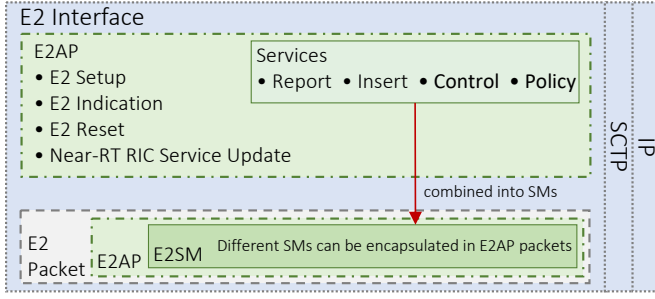 E2 Interface
E2AP
• E2 Setup
• E2 Indication
• E2 Reset
• Near-RT RIC Service Update
Services
• Report • Insert • Control • Policy
combined into SMs
E2
Packet
E2AP
E2SM
Different SMs can be encapsulated in E2AP packets
SCTP
IP